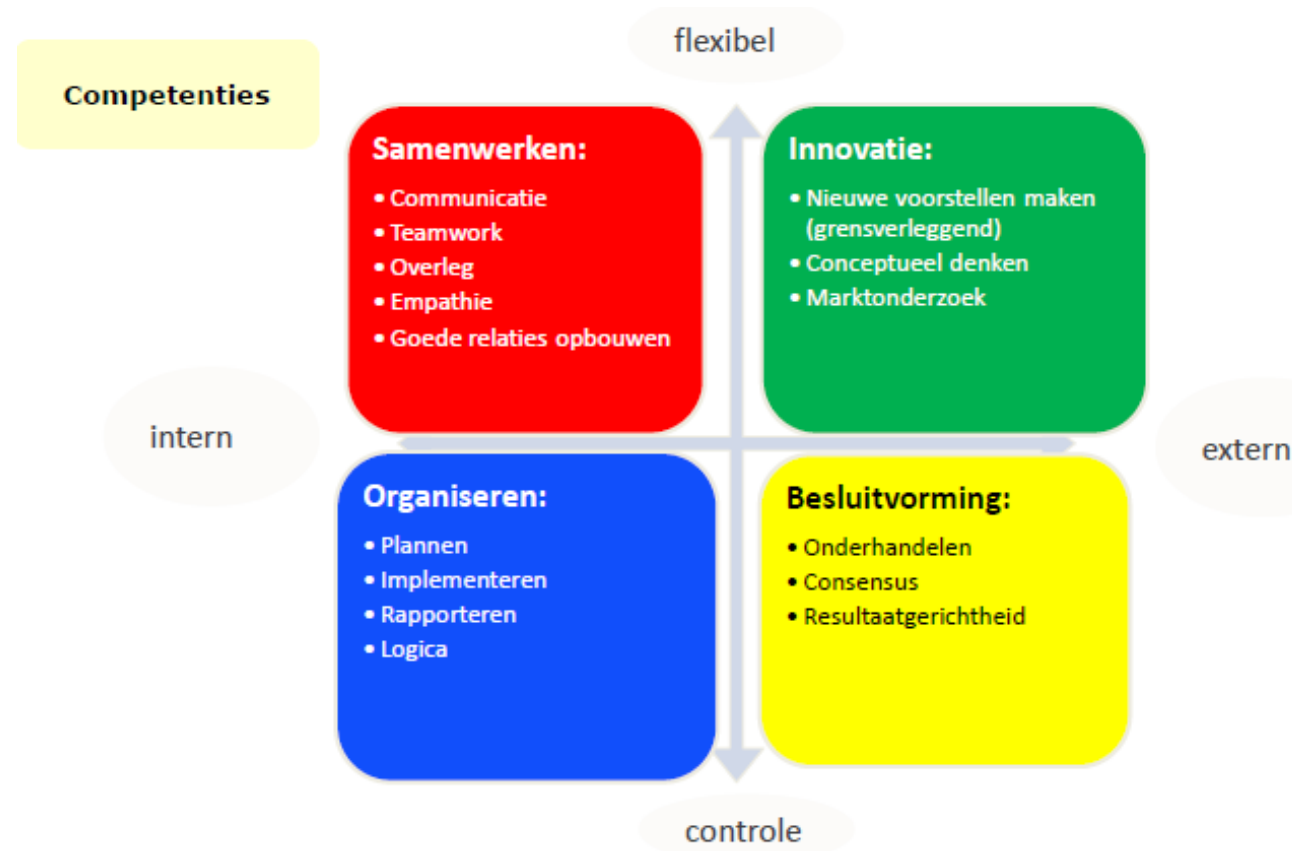 flexibel
Competenties
Samenwerken:
• Communicatie
• Teamwork
• Overleg
• Empathie
• Goede relaties opbouwen
Innovatie:
• Nieuwe voorstellen maken
(grensverleggend)
• Conceptueel denken
• Marktonderzoek
intern
extern
Organiseren:
• Plannen
• Implementeren
• Rapporteren
• Logica
Besluitvorming:
• Onderhandelen
• Consensus
• Resultaatgerichtheid
controle